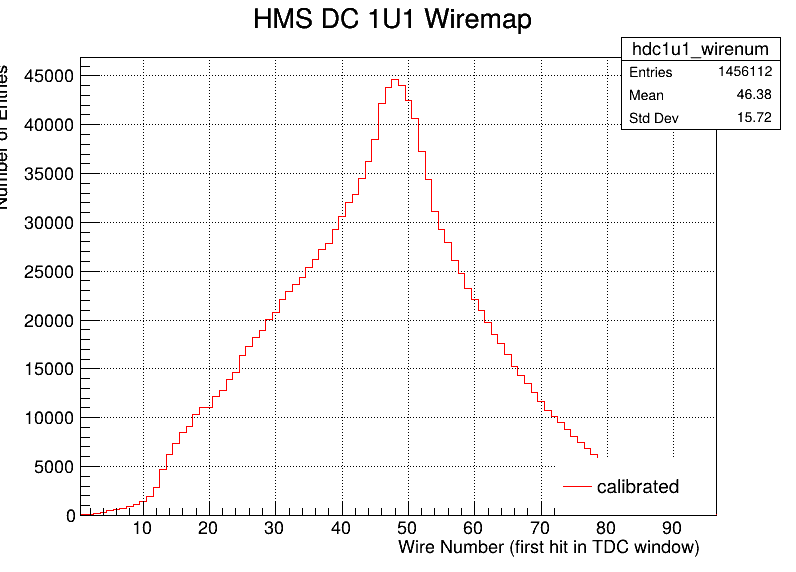 HMS DC 1U1 Wiremap
hdc1u1_wirenum
Entries 1456112
Mean 46.38
Std Dev 15.72
Number of Entries
45000
40000
35000
30000
25000
20000
15000
10000
5000
0
calibrated
10 20 30 40 50 60 70 80 90
Wire Number (first hit in TDC window)